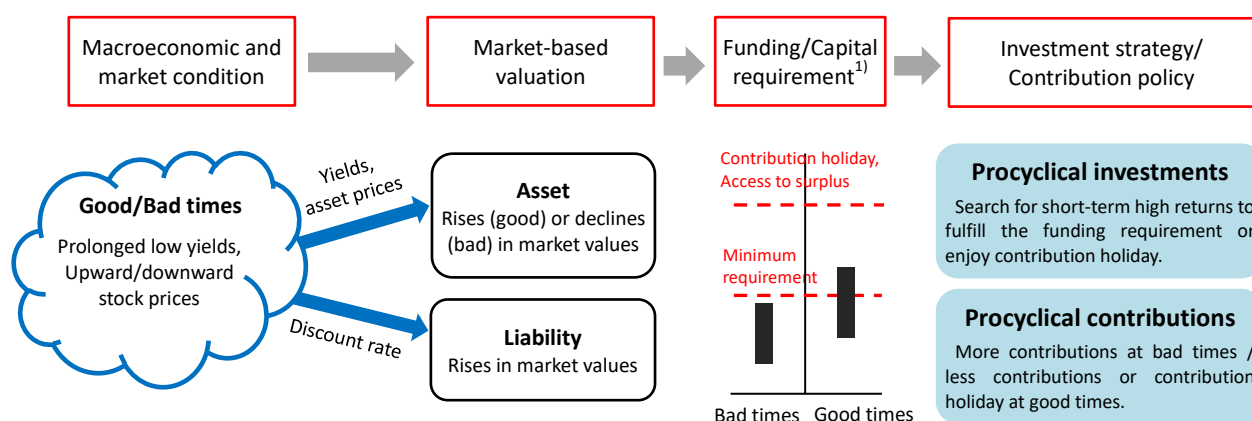 Macroeconomic and
market condition
Market-based
valuation
Funding/Capital
requirement1)
Investment strategy/
Contribution policy
Good/Bad times
Prolonged low yields,
Upward/downward
stock prices
Yields,
asset prices
Discount rate
Asset
Rises (good) or declines
(bad) in market values
Liability
Rises in market values
Contribution holiday,
Access to surplus
Minimum
requirement
Bad times
Good times
Procyclical investments
Search for short-term high returns to
fulfill the funding requirement or
enjoy contribution holiday.
Procyclical contributions
More contributions at bad times /
less contributions or contribution
holiday at good times.